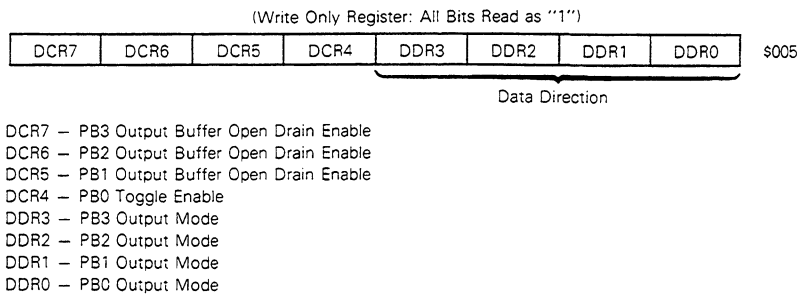 (Write Only Register: All Bits Read as "1")
DCR7 DCR6 DCR5 DCR4 DDR3 DDR2 DDR1 DDR0 $005
Data Direction
DCR7 — PB3 Output Buffer Open Drain Enable
DCR6 — PB2 Output Buffer Open Drain Enable
DCR5 — PB1 Output Buffer Open Drain Enable
DCR4 — PB0 Toggle Enable
DDR3 — PB3 Output Mode
DDR2 — PB2 Output Mode
DDR1 — PB1 Output Mode
DDR0 — PB0 Output Mode